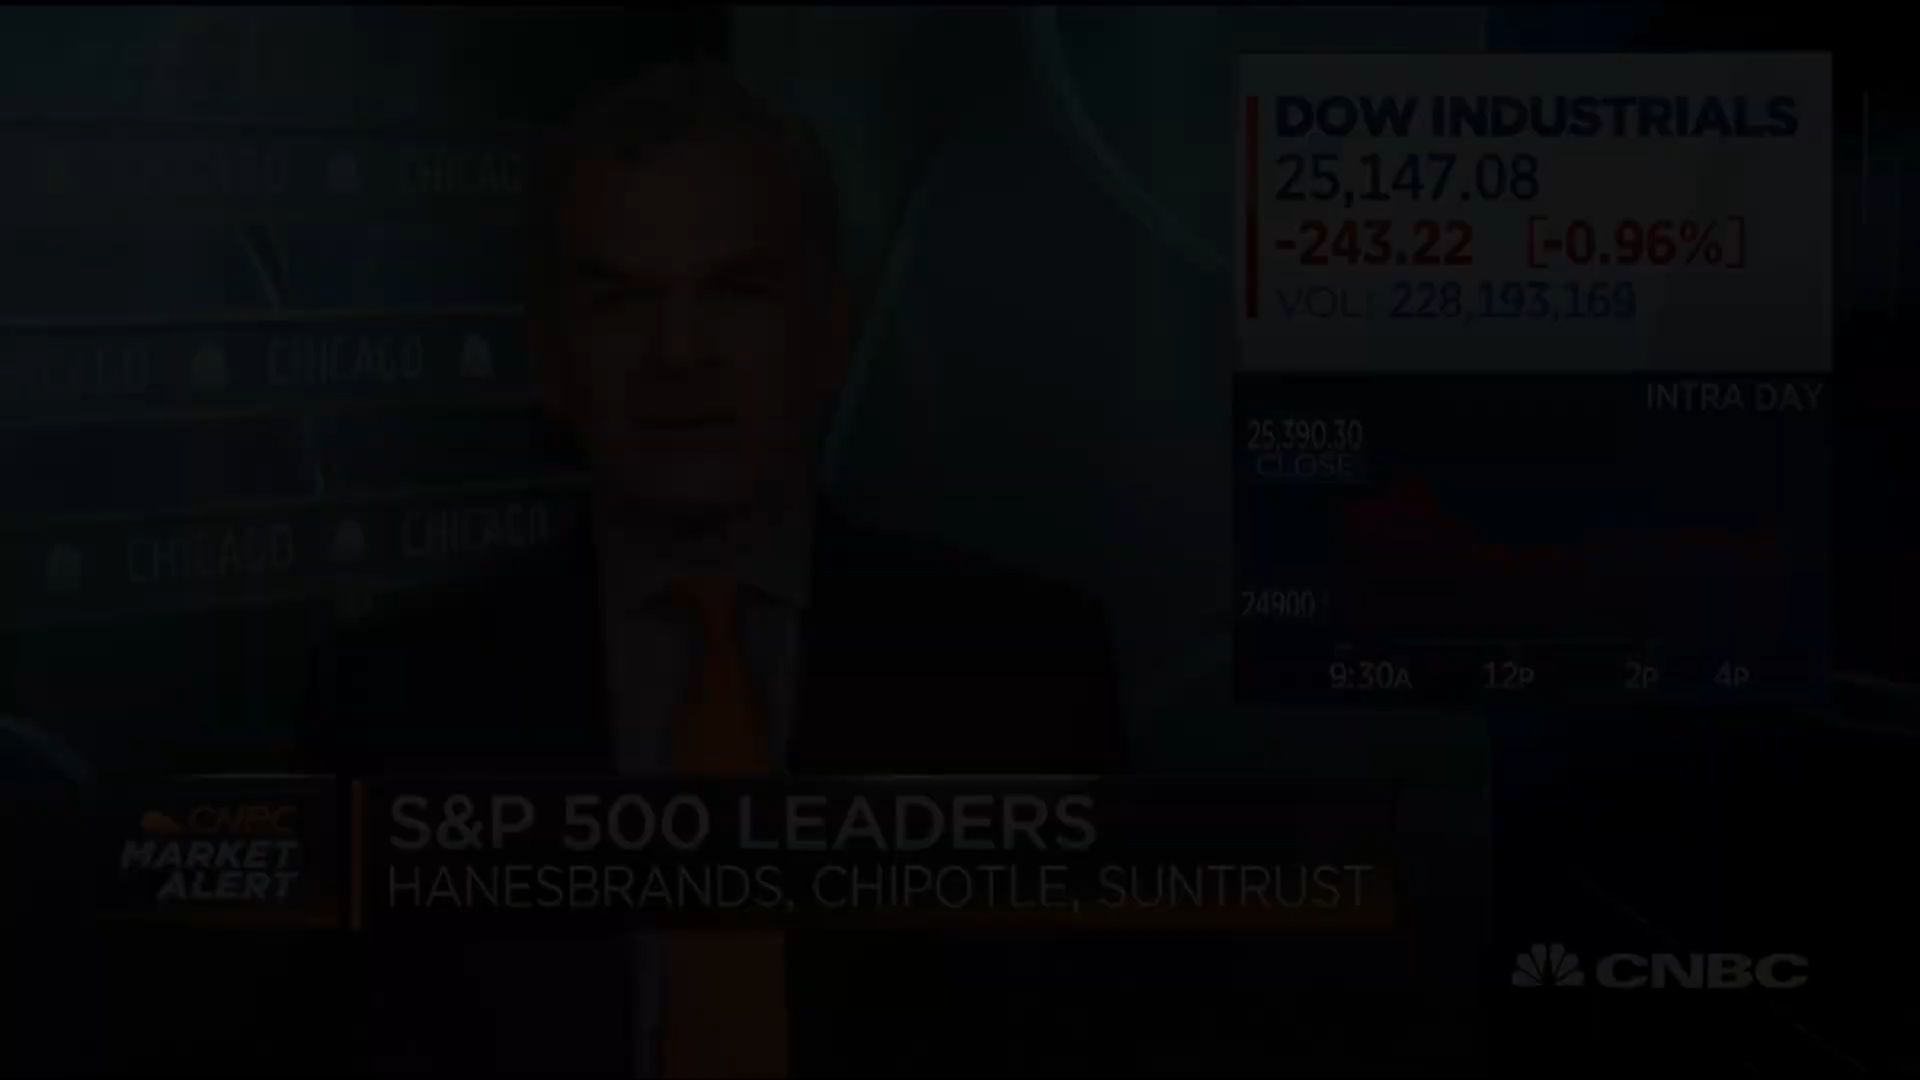 CHICAGO CHICAGO
CHICAGO CHICAGO
CHICAGO CHICAGO
DOW INDUSTRIALS
25,147.08
-243.22 [-0.96%]
VOL: 228,193,169
INTRA DAY
25,390.30
CLOSE
24900
9:30A 12P 2P 4P
CNBC
MARKET
ALERT
S&P 500 LEADERS
HANESBRANDS, CHIPOTLE, SUNTRUST
CNBC